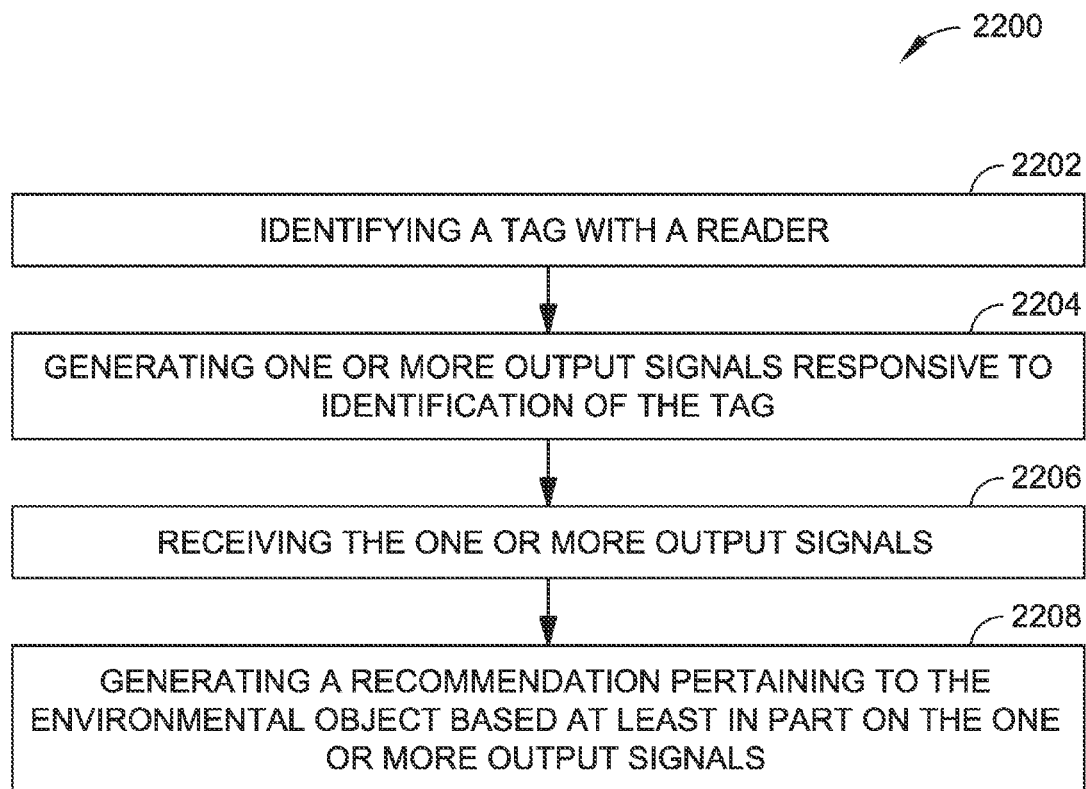 2200
2202
IDENTIFYING A TAG WITH A READER
2204
GENERATING ONE OR MORE OUTPUT SIGNALS RESPONSIVE TO
IDENTIFICATION OF THE TAG
2206
RECEIVING THE ONE OR MORE OUTPUT SIGNALS
2208
GENERATING A RECOMMENDATION PERTAINING TO THE
ENVIRONMENTAL OBJECT BASED AT LEAST IN PART ON THE ONE
OR MORE OUTPUT SIGNALS